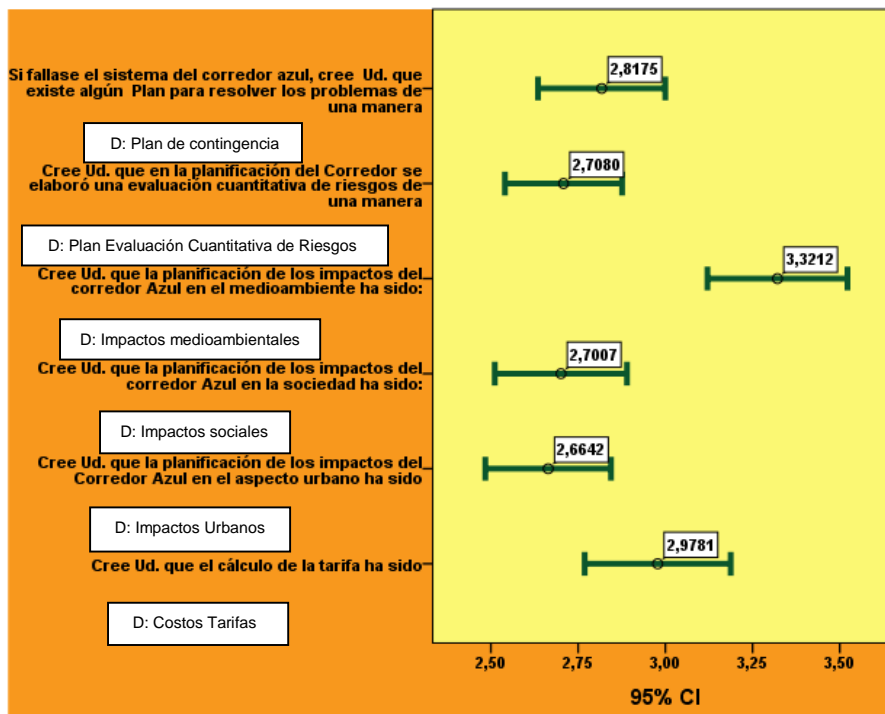 Si fallase el sistema del corredor azul, cree Ud. que
existe algún Plan para resolver los problemas de
una manera
2,8175
D: Plan de contingencia
Cree Ud. que en la planificación del Corredor se
elaboró una evaluación cuantitativa de riesgos de
una manera
2,7080
D: Plan Evaluación Cuantitativa de Riesgos
Cree Ud. que la planificación de los impactos del
corredor Azul en el medioambiente ha sido:
3,3212
D: Impactos medioambientales
Cree Ud. que la planificación de los impactos del
corredor Azul en la sociedad ha sido:
2,7007
D: Impactos sociales
Cree Ud. que la planificación de los impactos del
Corredor Azul en el aspecto urbano ha sido
2,6642
D: Impactos Urbanos
Cree Ud. que el cálculo de la tarifa ha sido
2,9781
D: Costos Tarifas
2,50 2,75 3,00 3,25 3,50
95% CI